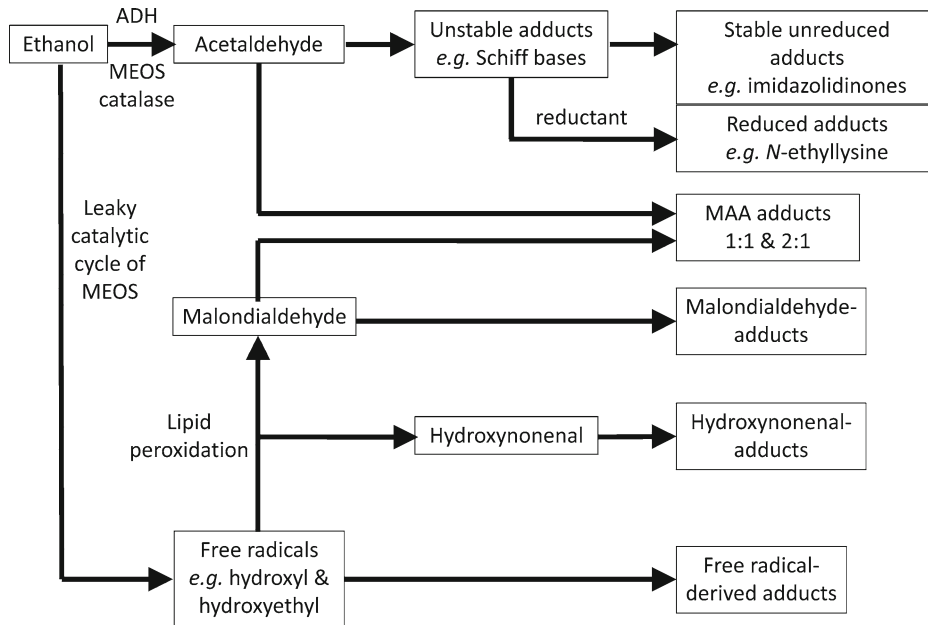 ADH
Ethanol
MEOS
catalase
Acetaldehyde
Unstable adducts
e.g. Schiff bases
Stable unreduced
adducts
e.g. imidazolidinones
reductant
Reduced adducts
e.g. N-ethyllysine
Leaky
catalytic
cycle of
MEOS
MAA adducts
1:1 & 2:1
Malondialdehyde
Malondialdehyde-
adducts
Lipid
peroxidation
Hydroxynonenal
Hydroxynonenal-
adducts
Free radicals
e.g. hydroxyl &
hydroxyethyl
Free radical-
derived adducts